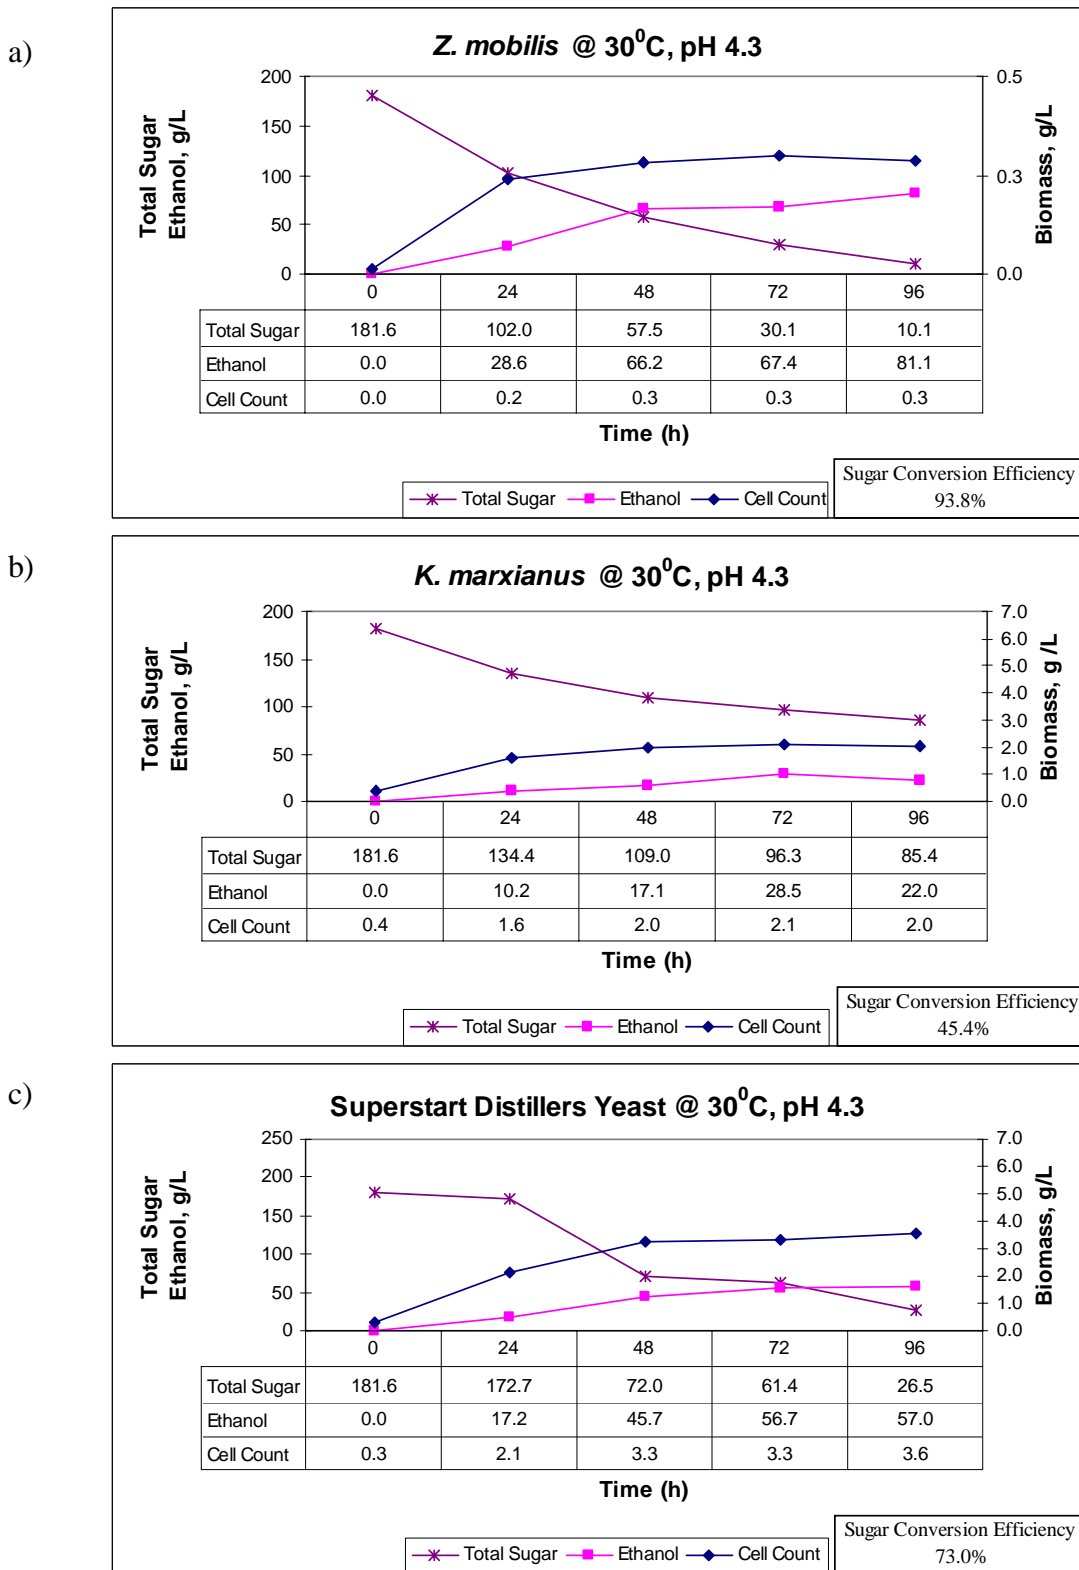 a)
Z. mobilis @ 30⁰C, pH 4.3
Total Sugar
Ethanol, g/L
200
150
100
50
0
0.5
0.3
0.0
Biomass, g/L
0 24 48 72 96
Total Sugar 181.6 102.0 57.5 30.1 10.1
Ethanol 0.0 28.6 66.2 67.4 81.1
Cell Count 0.0 0.2 0.3 0.3 0.3
Time (h)
Total Sugar Ethanol Cell Count
Sugar Conversion Efficiency
93.8%
b)
K. marxianus @ 30⁰C, pH 4.3
Total Sugar
Ethanol, g/L
200
150
100
50
0
7.0
6.0
5.0
4.0
3.0
2.0
1.0
0.0
Biomass, g /L
0 24 48 72 96
Total Sugar 181.6 134.4 109.0 96.3 85.4
Ethanol 0.0 10.2 17.1 28.5 22.0
Cell Count 0.4 1.6 2.0 2.1 2.0
Time (h)
Total Sugar Ethanol Cell Count
Sugar Conversion Efficiency
45.4%
c)
Superstart Distillers Yeast @ 30⁰C, pH 4.3
Total Sugar
Ethanol, g/L
250
200
150
100
50
0
7.0
6.0
5.0
4.0
3.0
2.0
1.0
0.0
Biomass, g/L
0 24 48 72 96
Total Sugar 181.6 172.7 72.0 61.4 26.5
Ethanol 0.0 17.2 45.7 56.7 57.0
Cell Count 0.3 2.1 3.3 3.3 3.6
Time (h)
Total Sugar Ethanol Cell Count
Sugar Conversion Efficiency
73.0%